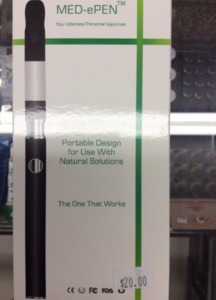 MED-ePEN™
Your Ultimate Personal Vaporizer
Portable Design
for Use With
Natural Solutions
The One That Works
CE FC FDA
$20.00